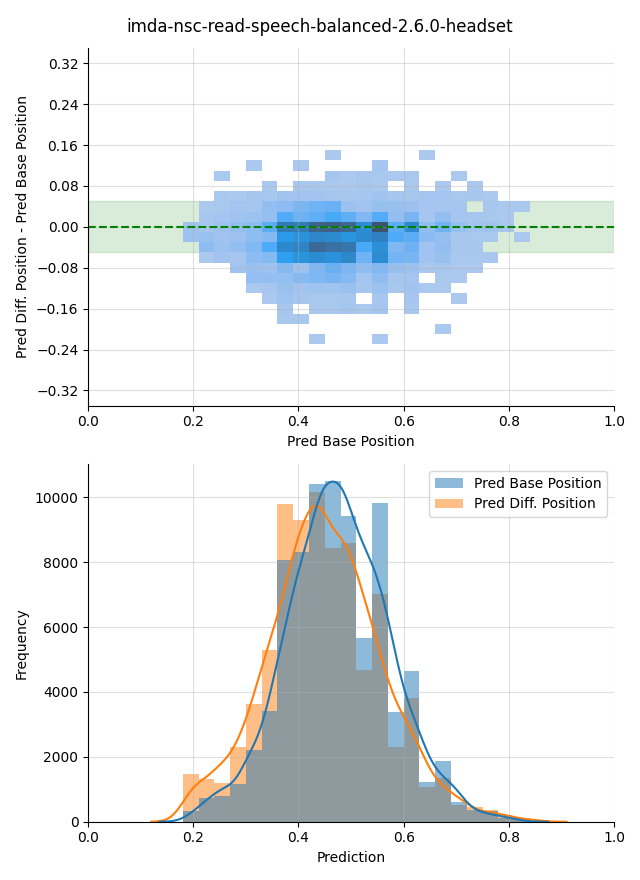 imda-nsc-read-speech-balanced-2.6.0-headset
Pred Diff. Position - Pred Base Position
0.32
0.24
0.16
0.08
0.00
−0.08
−0.16
−0.24
−0.32
0.0 0.2 0.4 0.6 0.8 1.0
Pred Base Position
Pred Base Position
Pred Diff. Position
Frequency
10000
8000
6000
4000
2000
0
0.0 0.2 0.4 0.6 0.8 1.0
Prediction